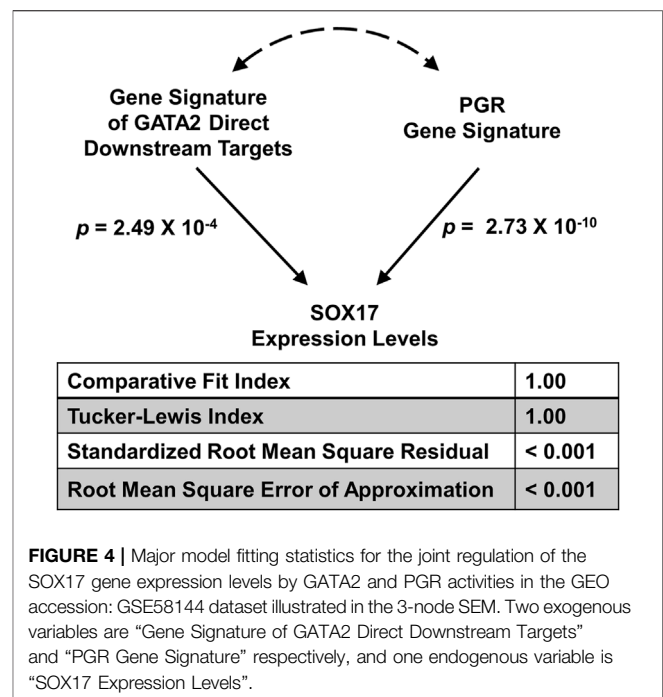 Gene Signature
of GATA2 Direct
Downstream Targets
PGR
Gene Signature
p = 2.49 X 10⁻⁴
p = 2.73 X 10⁻¹⁰
SOX17
Expression Levels
Comparative Fit Index 1.00
Tucker-Lewis Index 1.00
Standardized Root Mean Square Residual < 0.001
Root Mean Square Error of Approximation < 0.001
FIGURE 4 | Major model fitting statistics for the joint regulation of the
SOX17 gene expression levels by GATA2 and PGR activities in the GEO
accession: GSE58144 dataset illustrated in the 3-node SEM. Two exogenous
variables are “Gene Signature of GATA2 Direct Downstream Targets”
and “PGR Gene Signature” respectively, and one endogenous variable is
“SOX17 Expression Levels”.